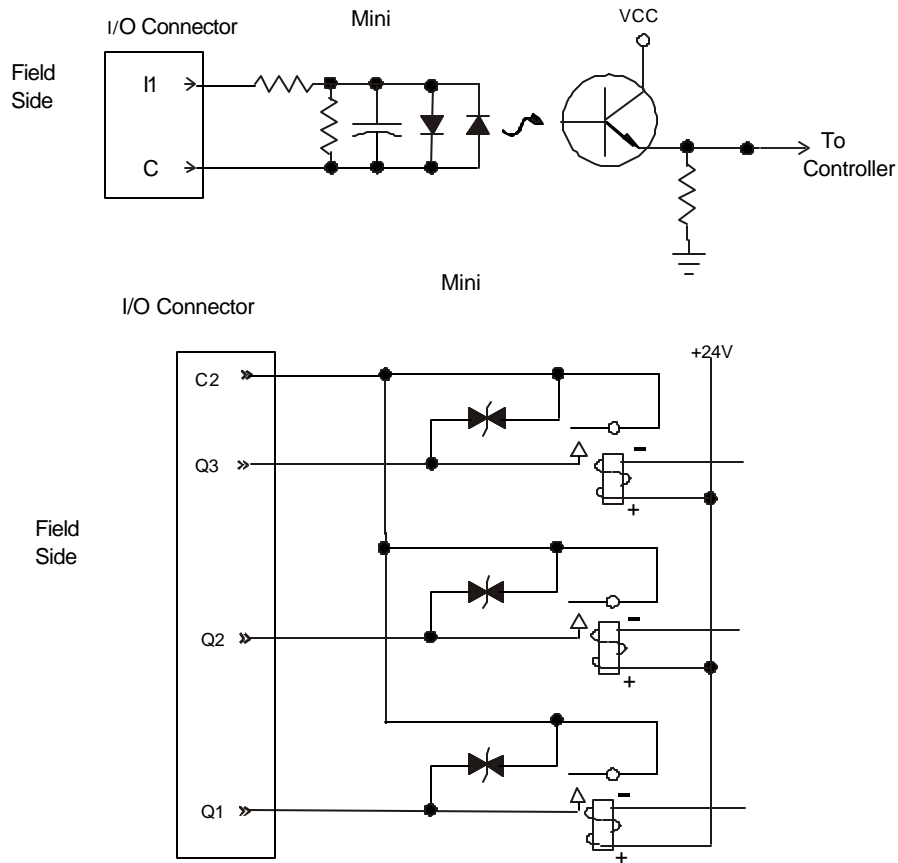 I/O Connector
Mini
VCC
Field
Side
I1
C
To
Controller
Mini
I/O Connector
+24V
C2
Q3
-
+
Field
Side
Q2
-
+
Q1
-
+